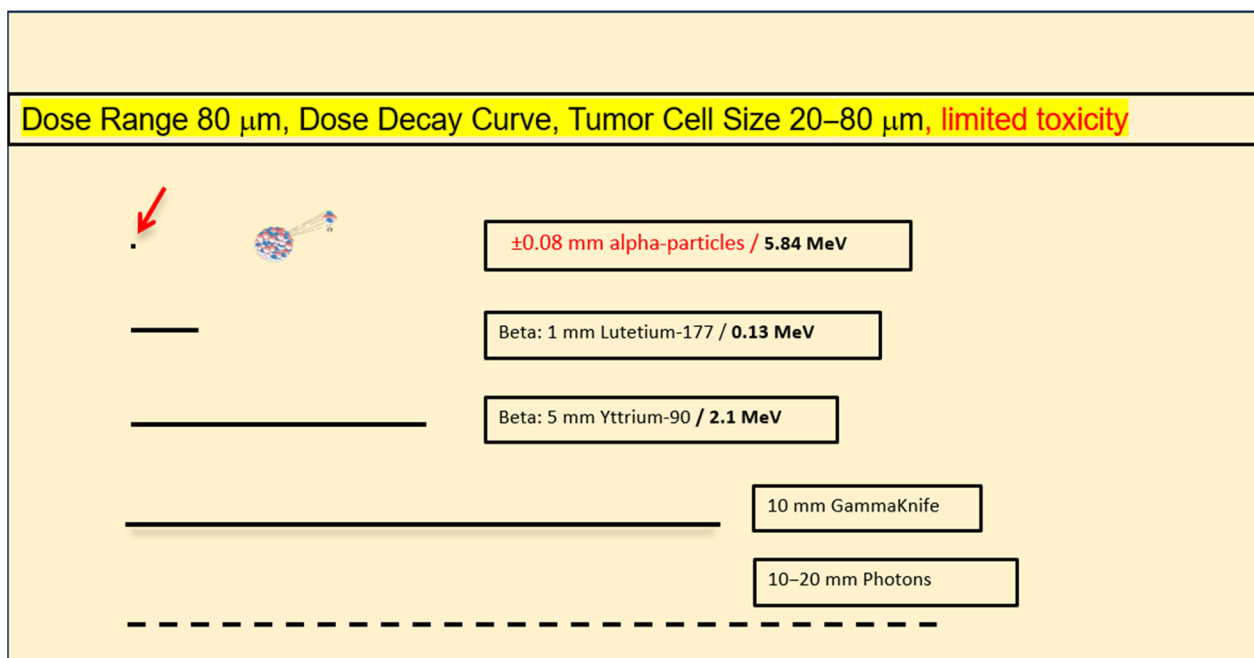 Dose Range 80 μm, Dose Decay Curve, Tumor Cell Size 20–80 μm, limited toxicity
±0.08 mm alpha-particles / 5.84 MeV
Beta: 1 mm Lutetium-177 / 0.13 MeV
Beta: 5 mm Yttrium-90 / 2.1 MeV
10 mm GammaKnife
10–20 mm Photons